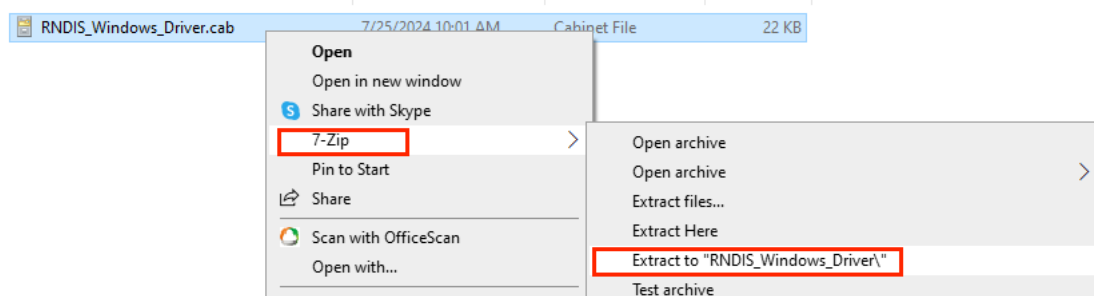 RNDIS_Windows_Driver.cab 7/25/2024 10:01 AM Cabinet File 22 KB
Open
Open in new window
Share with Skype
7-Zip
Pin to Start
Share
Scan with OfficeScan
Open with...
Open archive
Open archive
Extract files...
Extract Here
Extract to "RNDIS_Windows_Driver\"
Test archive